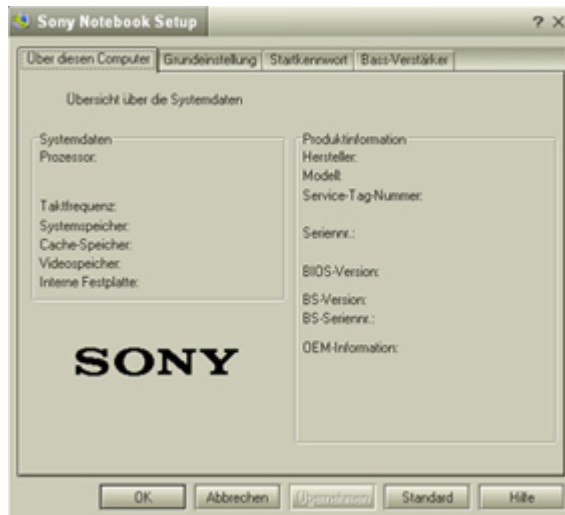 Sony Notebook Setup
Über diesen Computer Grundeinstellung Startkennwort Bass-Verstärker
Übersicht über die Systemdaten
Systemdaten
Prozessor:
Taktfrequenz:
Systemspeicher:
Cache-Speicher:
Videospeicher:
Interne Festplatte:
SONY
Produktinformation
Hersteller:
Modell:
Service-Tag-Nummer:
Seriennr.:
BIOS-Version:
BS-Version:
BS-Seriennr.:
OEM-Information:
OK Abbrechen Übernehmen Standard Hilfe